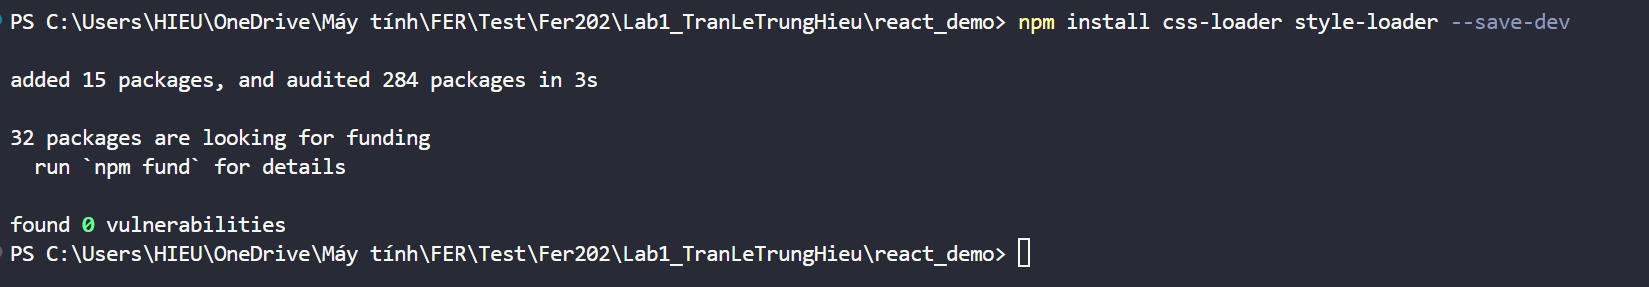 PS C:\Users\HIEU\OneDrive\Máy tính\FER\Test\Fer202\Lab1_TranLeTrungHieu\react_demo> npm install css-loader style-loader --save-dev
added 15 packages, and audited 284 packages in 3s
32 packages are looking for funding
  run `npm fund` for details
found 0 vulnerabilities
PS C:\Users\HIEU\OneDrive\Máy tính\FER\Test\Fer202\Lab1_TranLeTrungHieu\react_demo>